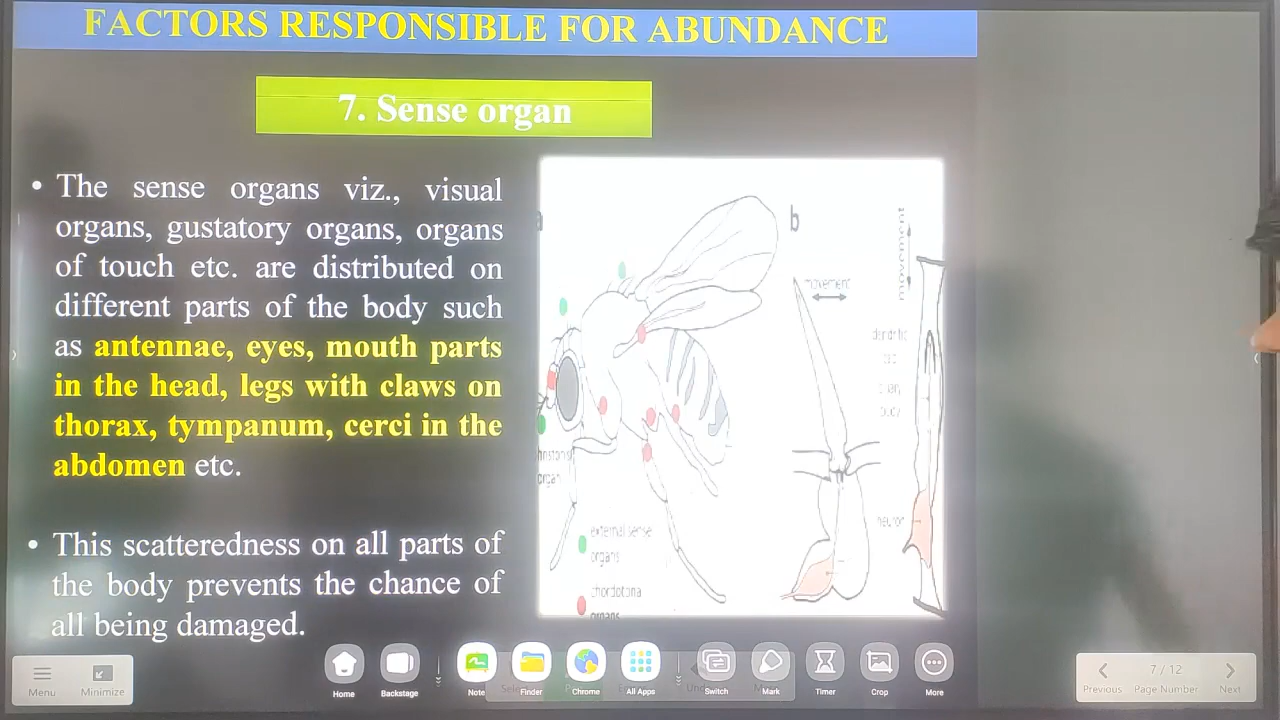 FACTORS RESPONSIBLE FOR ABUNDANCE
7. Sense organ
• The sense organs viz., visual
organs, gustatory organs, organs
of touch etc. are distributed on
different parts of the body such
as antennae, eyes, mouth parts
in the head, legs with claws on
thorax, tympanum, cerci in the
abdomen etc.
• This scatteredness on all parts of
the body prevents the chance of
all being damaged.
b
movement
movement
dendritic
neuron
organ
external sense
organs
chordotona
organs
Menu
Minimize
Home
Backstage
Note
Finder
Chrome
All Apps
Switch
Mark
Timer
Crop
More
Previous
7 / 12
Page Number
Next